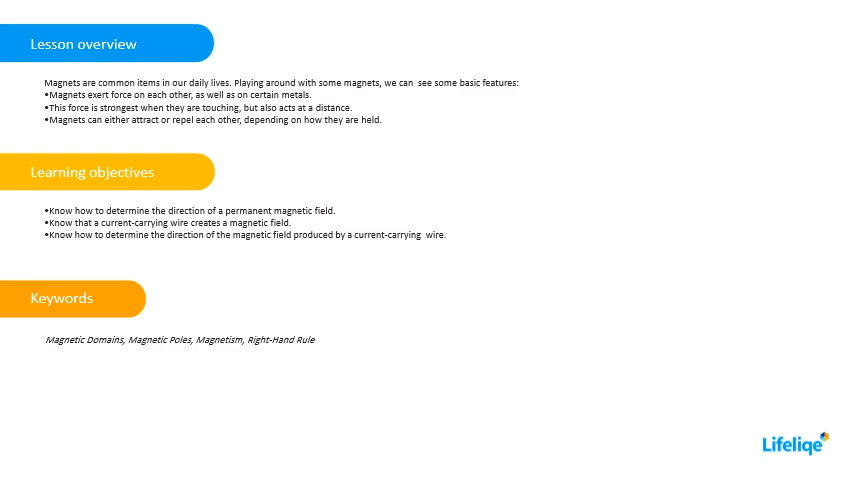 Lesson overview
Magnets are common items in our daily lives. Playing around with some magnets, we can  see some basic features:
•Magnets exert force on each other, as well as on certain metals.
•This force is strongest when they are touching, but also acts at a distance.
•Magnets can either attract or repel each other, depending on how they are held.
Learning objectives
•Know how to determine the direction of a permanent magnetic field.
•Know that a current-carrying wire creates a magnetic field.
•Know how to determine the direction of the magnetic field produced by a current-carrying  wire.
Keywords
Magnetic Domains, Magnetic Poles, Magnetism, Right-Hand Rule
Lifeliqe